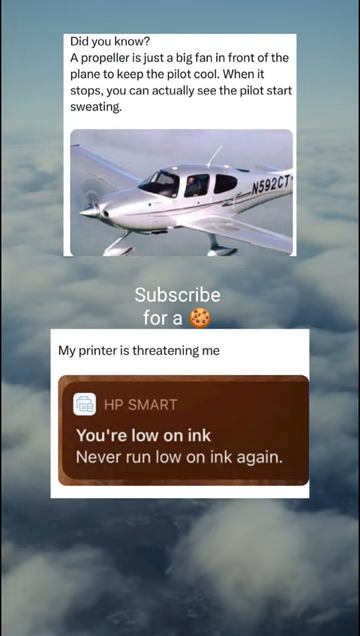 Did you know?
A propeller is just a big fan in front of the
plane to keep the pilot cool. When it
stops, you can actually see the pilot start
sweating.
N592CT
Subscribe
for a 🍪
My printer is threatening me
HP SMART
You're low on ink
Never run low on ink again.